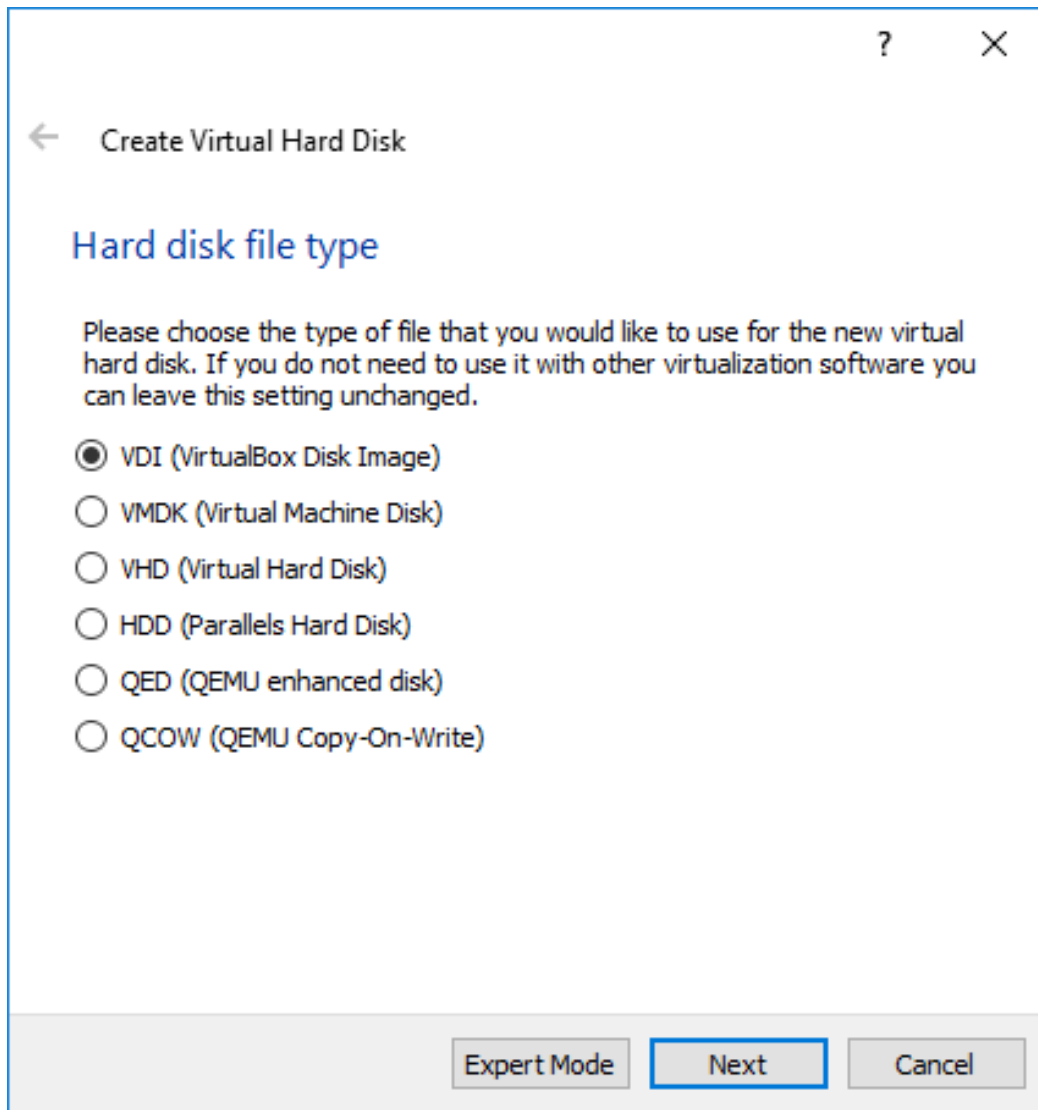 ?
Create Virtual Hard Disk
Hard disk file type
Please choose the type of file that you would like to use for the new virtual
hard disk. If you do not need to use it with other virtualization software you
can leave this setting unchanged.
VDI (VirtualBox Disk Image)
VMDK (Virtual Machine Disk)
VHD (Virtual Hard Disk)
HDD (Parallels Hard Disk)
QED (QEMU enhanced disk)
QCOW (QEMU Copy-On-Write)
Expert Mode Next Cancel